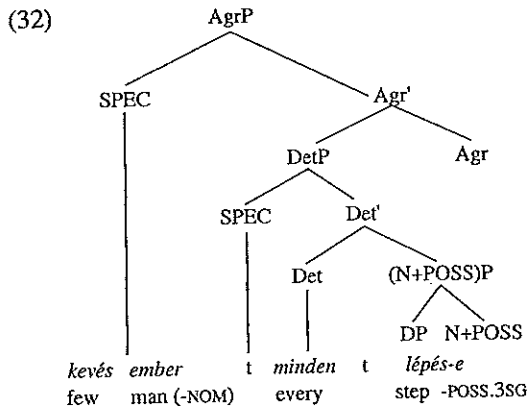 (32)
AgrP
SPEC Agr'
DetP Agr
SPEC Det'
Det (N+POSS)P
DP N+POSS
kevés ember t minden t lépés-e
few man (-NOM) every step -POSS.3SG